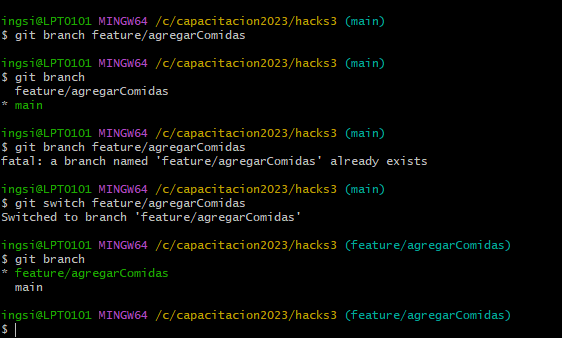 ingsi@LPT0101 MINGW64 /c/capacitacion2023/hacks3 (main)
$ git branch feature/agregarComidas
ingsi@LPT0101 MINGW64 /c/capacitacion2023/hacks3 (main)
$ git branch
feature/agregarComidas
* main
ingsi@LPT0101 MINGW64 /c/capacitacion2023/hacks3 (main)
$ git branch feature/agregarComidas
fatal: a branch named 'feature/agregarComidas' already exists
ingsi@LPT0101 MINGW64 /c/capacitacion2023/hacks3 (main)
$ git switch feature/agregarComidas
Switched to branch 'feature/agregarComidas'
ingsi@LPT0101 MINGW64 /c/capacitacion2023/hacks3 (feature/agregarComidas)
$ git branch
* feature/agregarComidas
main
ingsi@LPT0101 MINGW64 /c/capacitacion2023/hacks3 (feature/agregarComidas)
$